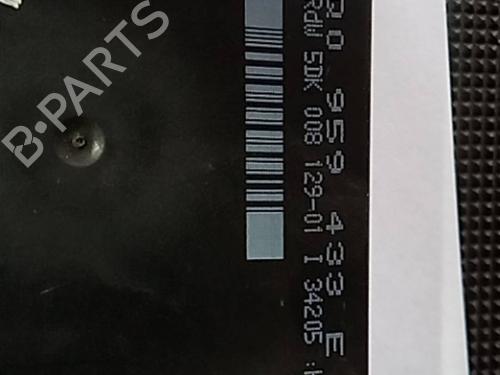 Q0 959 433 E
RdW 5DK 008 129-01 I 34205 :H
B·PARTS